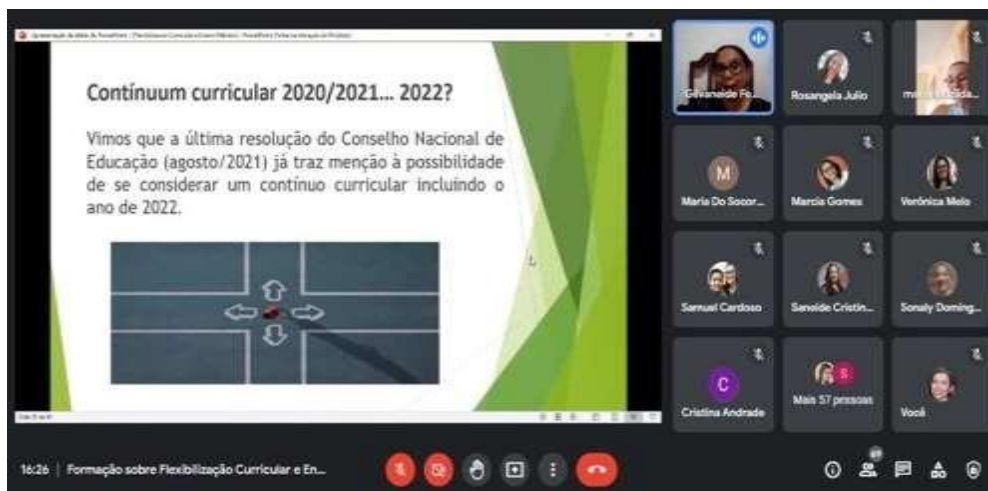 Contínuum curricular 2020/2021... 2022?
Vimos que a última resolução do Conselho Nacional de
Educação (agosto/2021) já traz menção à possibilidade
de se considerar um contínuo curricular incluindo o
ano de 2022.
Gilvaneide Fe...
Rosangela Julio
M
Maria Do Socor...
Marcia Gomes
Verônica Melo
Samuel Cardoso
Saneide Cristin...
Sonaly Doming...
C
Cristina Andrade
S
Mais 57 pessoas
Você
16:26 | Formação sobre Flexibilização Curricular e En...
69